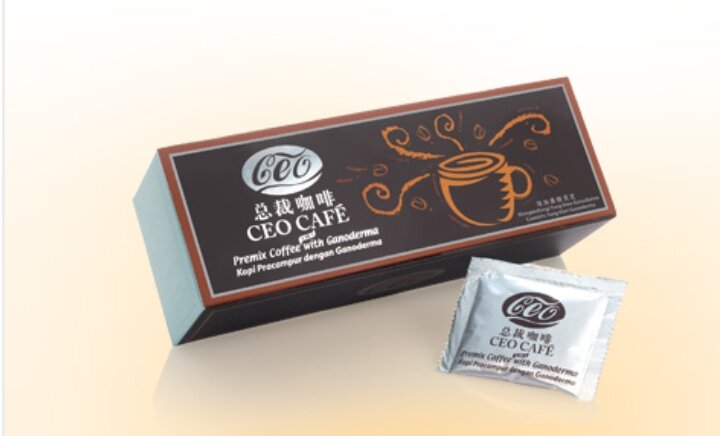 CEO
总裁咖啡
CEO CAFÉ
Premix Coffee with Ganoderma
Kopi Pracampur dengan Ganoderma
CEO
总裁咖啡
CEO CAFÉ
Premix Coffee with Ganoderma
Kopi Pracampur dengan Ganoderma